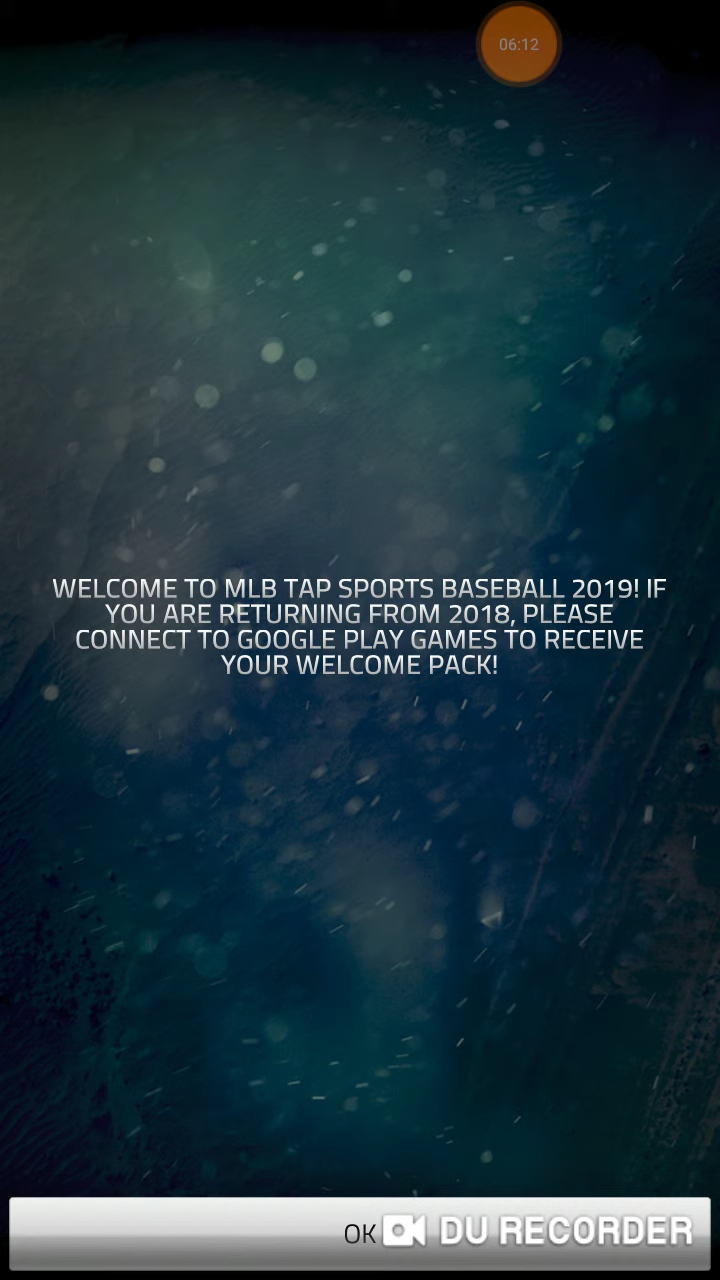 06:12
WELCOME TO MLB TAP SPORTS BASEBALL 2019! IF
YOU ARE RETURNING FROM 2018, PLEASE
CONNECT TO GOOGLE PLAY GAMES TO RECEIVE
YOUR WELCOME PACK!
OK DU RECORDER